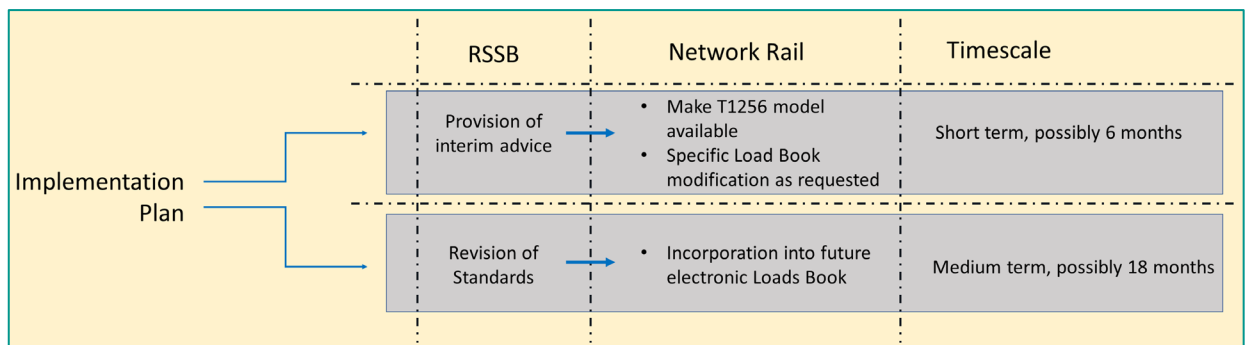 RSSB
Network Rail
Timescale
Implementation
Plan
Provision of
interim advice
• Make T1256 model
available
• Specific Load Book
modification as requested
Short term, possibly 6 months
Revision of
Standards
• Incorporation into future
electronic Loads Book
Medium term, possibly 18 months